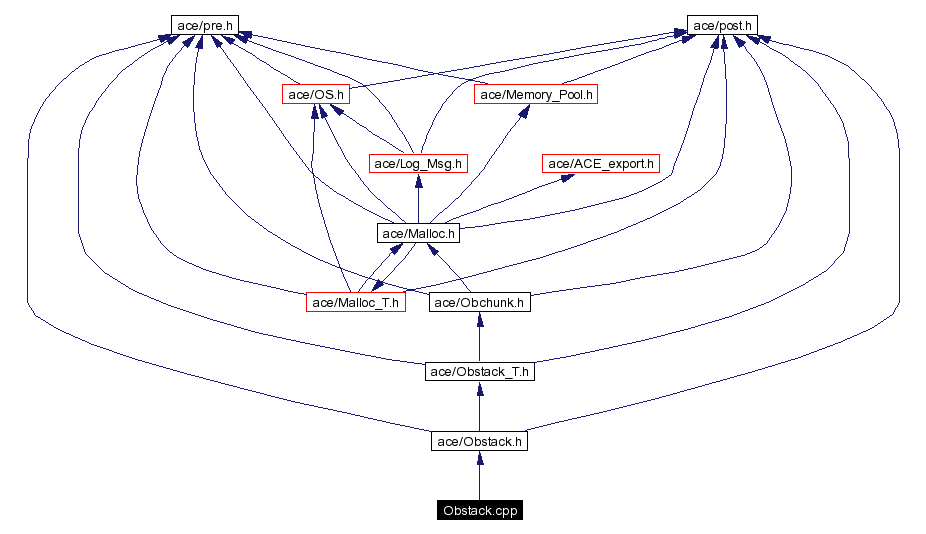 ace/pre.h
ace/post.h
ace/OS.h
ace/Memory_Pool.h
ace/Log_Msg.h
ace/ACE_export.h
ace/Malloc.h
ace/Malloc_T.h
ace/Obchunk.h
ace/Obstack_T.h
ace/Obstack.h
Obstack.cpp